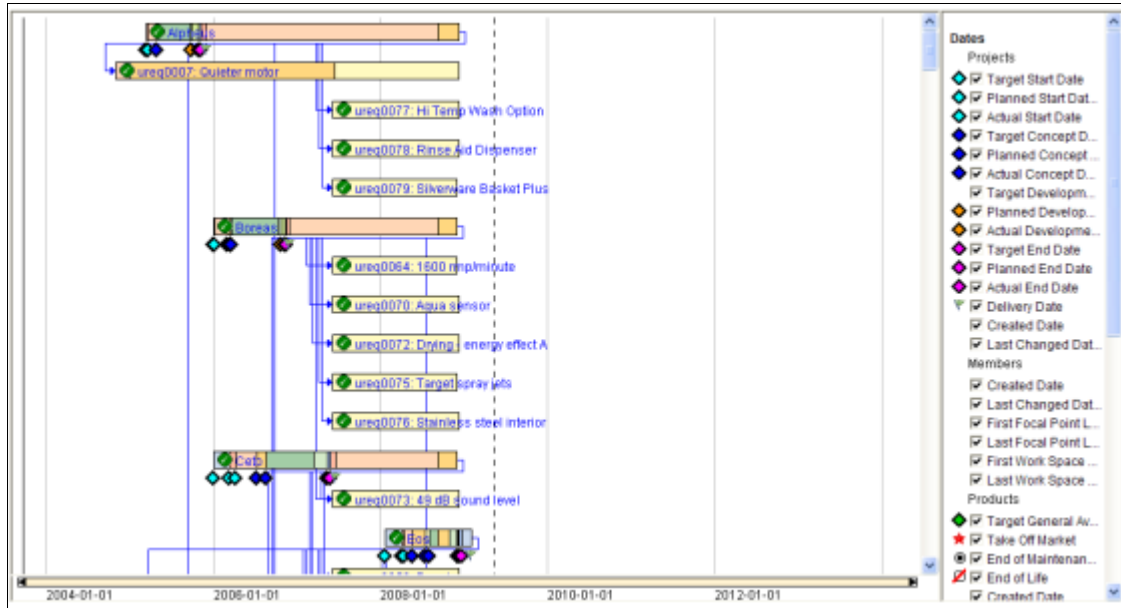 Alpheus
ureq0007: Quieter motor
ureq0077: Hi Temp Wash Option
ureq0078: Rinse Aid Dispenser
ureq0079: Silverware Basket Plus
Boreas
ureq0064: 1600 rmp/minute
ureq0070: Aqua sensor
ureq0072: Drying - energy effect A
ureq0075: Target spray jets
ureq0076: Stainless steel interior
Ceto
ureq0073: 49 dB sound level
Eos
2004-01-01
2006-01-01
2008-01-01
2010-01-01
2012-01-01
Dates
Projects
Target Start Date
Planned Start Dat...
Actual Start Date
Target Concept D...
Planned Concept ...
Actual Concept D...
Target Developm...
Planned Develop...
Actual Developme...
Target End Date
Planned End Date
Actual End Date
Delivery Date
Created Date
Last Changed Dat...
Members
Created Date
Last Changed Dat...
First Focal Point L...
Last Focal Point L...
First Work Space ...
Last Work Space ...
Products
Target General Av...
Take Off Market
End of Maintenan...
End of Life
Created Date